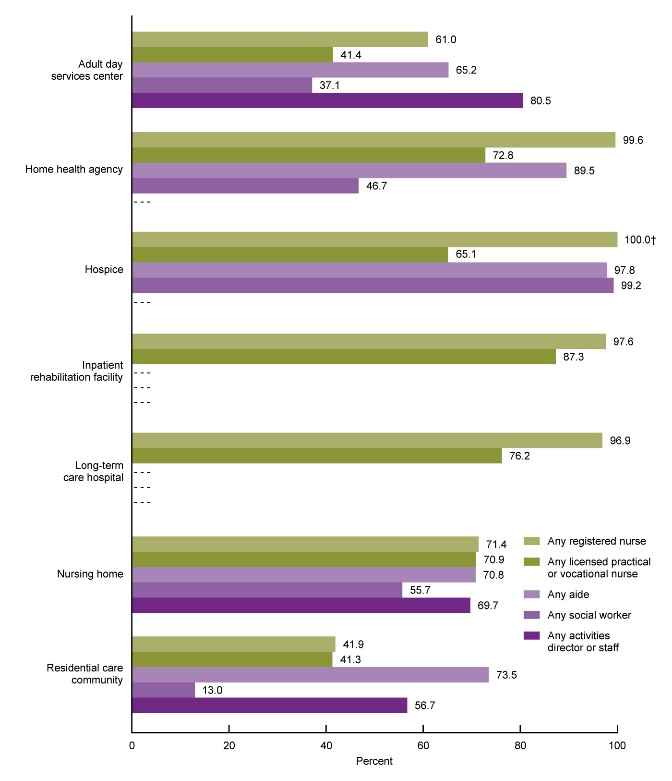 61.0
41.4
Adult day
services center
65.2
37.1
80.5
99.6
72.8
Home health agency
89.5
46.7
- - -
100.0†
65.1
Hospice
97.8
99.2
- - -
97.6
87.3
Inpatient
rehabilitation facility
- - -
- - -
- - -
96.9
76.2
Long-term
care hospital
- - -
- - -
- - -
71.4
70.9
Nursing home
70.8
55.7
69.7
Any registered nurse
Any licensed practical
or vocational nurse
Any aide
Any social worker
Any activities
director or staff
41.9
41.3
Residential care
community
73.5
13.0
56.7
0 20 40 60 80 100
Percent